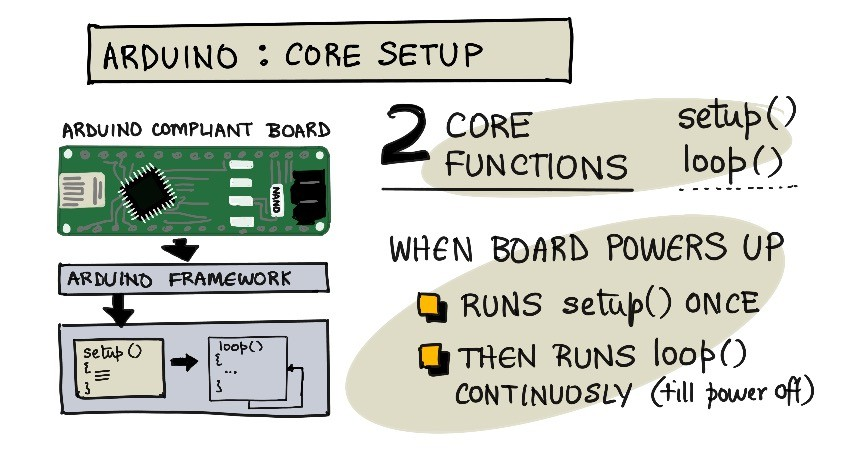 ARDUINO : CORE SETUP
ARDUINO COMPLIANT BOARD
NANO
ARDUINO FRAMEWORK
setup()
{
}
loop()
{
...
}
2 CORE FUNCTIONS
setup()
loop()
WHEN BOARD POWERS UP
RUNS setup() ONCE
THEN RUNS loop()
CONTINUOSLY (till power off)